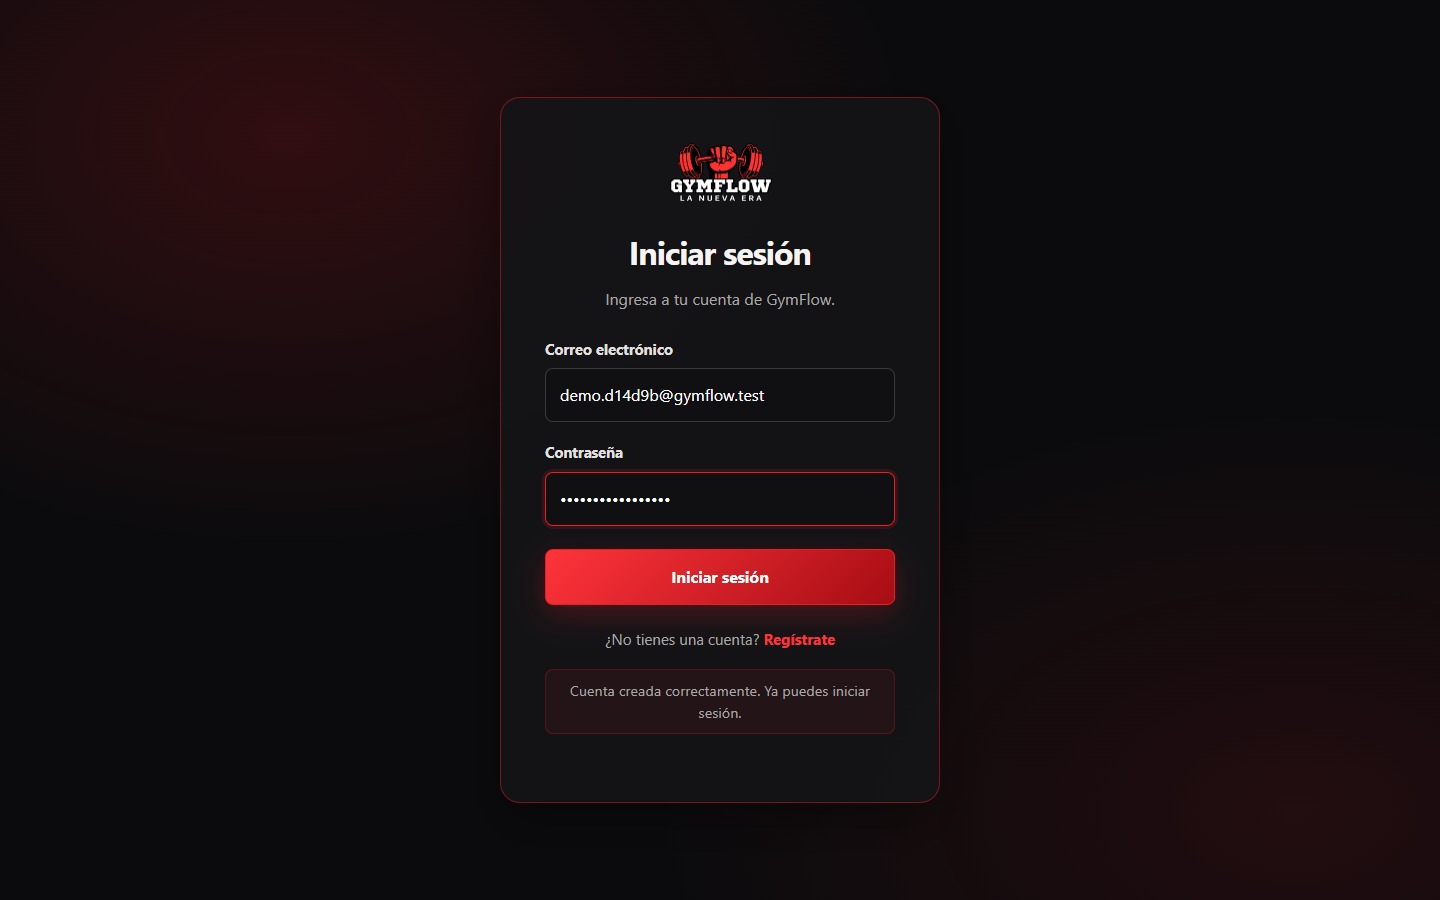 GYMFLOW
LA NUEVA ERA
Iniciar sesión
Ingresa a tu cuenta de GymFlow.
Correo electrónico
demo.d14d9b@gymflow.test
Contraseña
•••••••••••••••••
Iniciar sesión
¿No tienes una cuenta? Regístrate
Cuenta creada correctamente. Ya puedes iniciar
sesión.